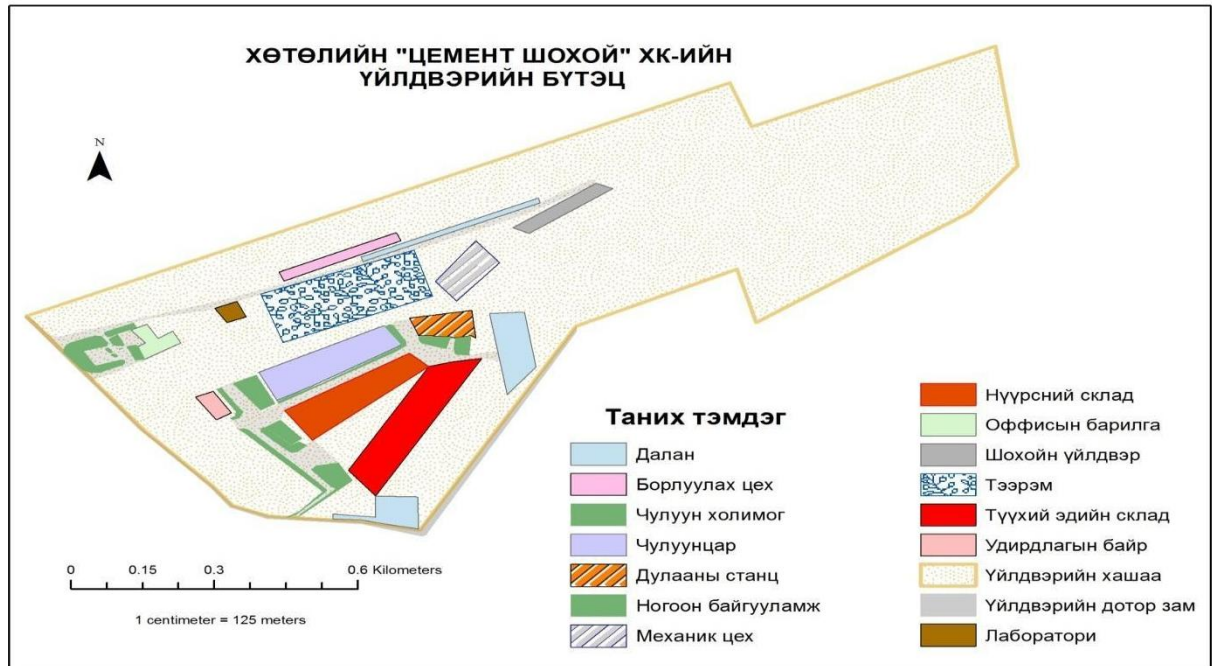 ХӨТӨЛИЙН "ЦЕМЕНТ ШОХОЙ" ХК-ИЙН
ҮЙЛДВЭРИЙН БҮТЭЦ
N
Таних тэмдэг
Далан
Борлуулах цех
Чулуун холимог
Чулуунцар
Дулааны станц
Ногоон байгууламж
Механик цех
Нүүрсний склад
Оффисын барилга
Шохойн үйлдвэр
Тээрэм
Түүхий эдийн склад
Удирдлагын байр
Үйлдвэрийн хашаа
Үйлдвэрийн дотор зам
Лаборатори
0 0.15 0.3 0.6 Kilometers
1 centimeter = 125 meters